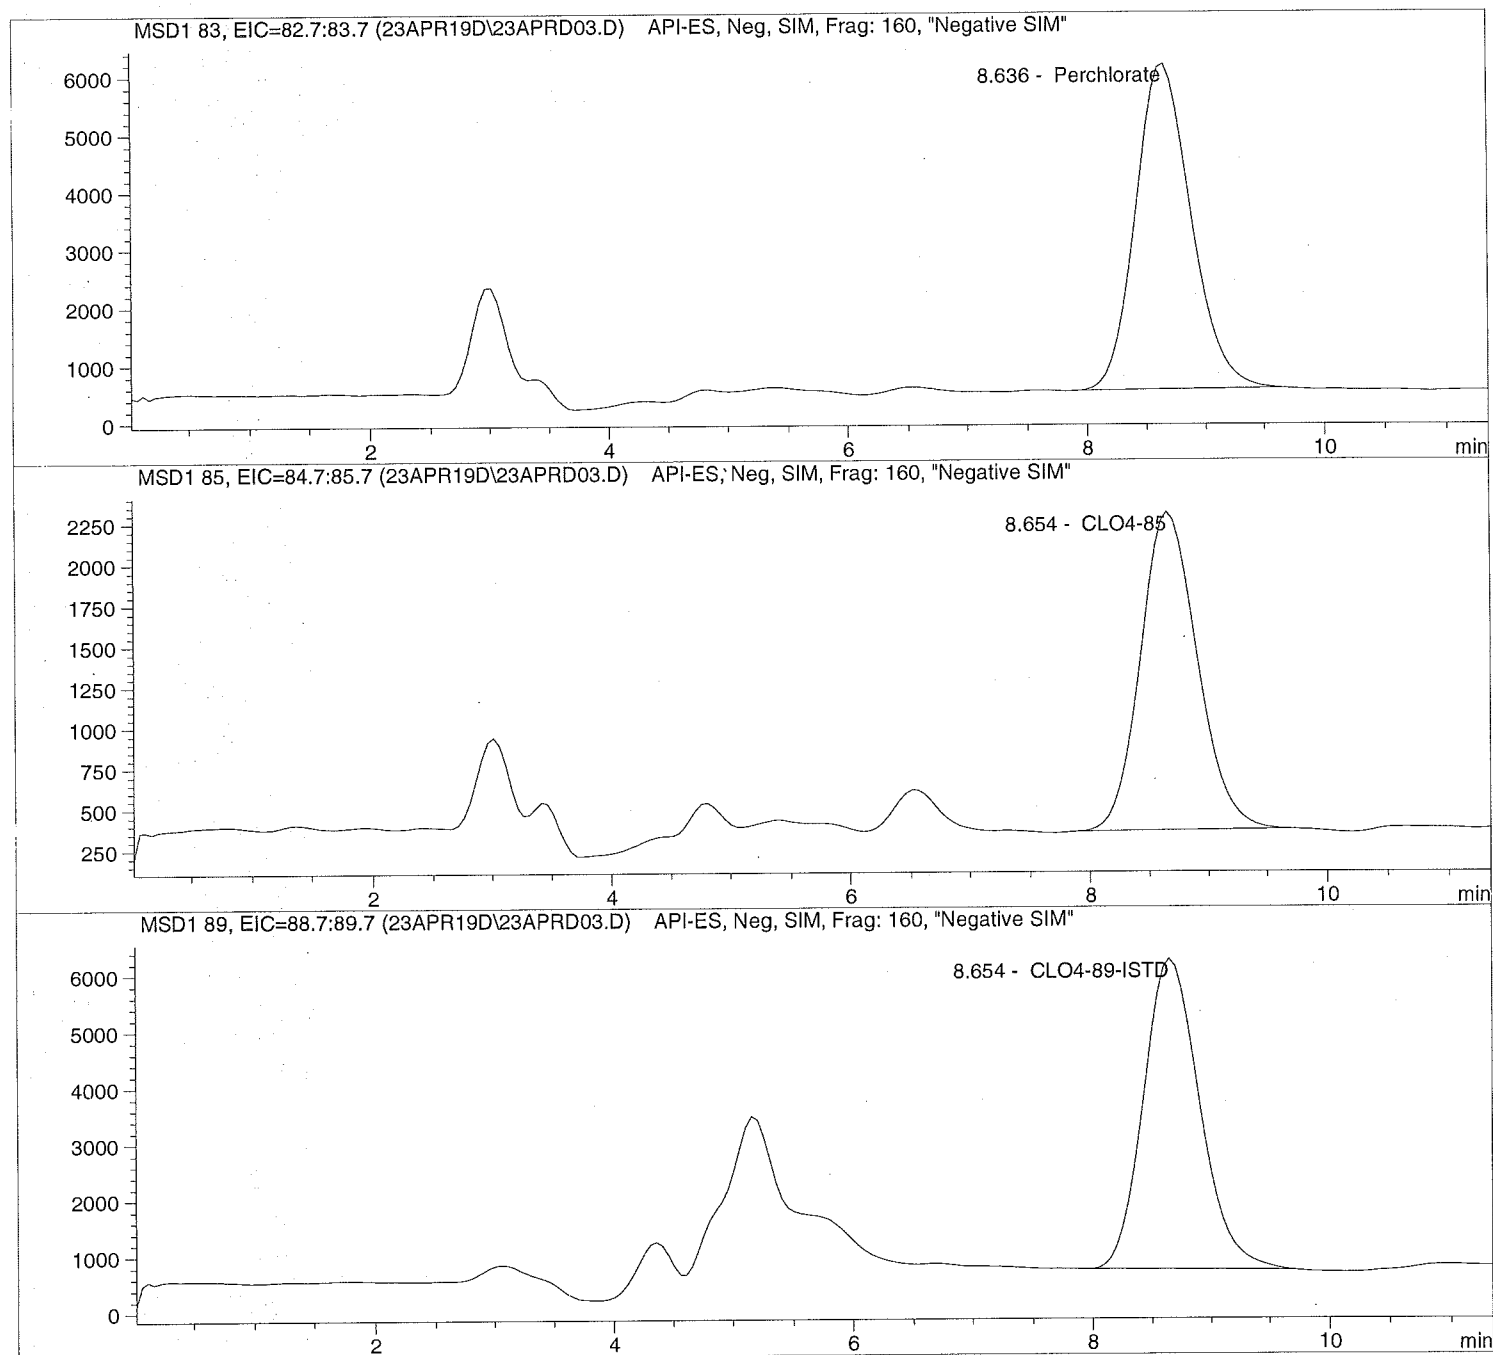 MSD1 83, EIC=82.7:83.7 (23APR19D\23APRD03.D) API-ES, Neg, SIM, Frag: 160, "Negative SIM"
8.636 - Perchlorate
6000
5000
4000
3000
2000
1000
0
2 4 6 8 10 min
MSD1 85, EIC=84.7:85.7 (23APR19D\23APRD03.D) API-ES, Neg, SIM, Frag: 160, "Negative SIM"
8.654 - CLO4-85
2250
2000
1750
1500
1250
1000
750
500
250
2 4 6 8 10 min
MSD1 89, EIC=88.7:89.7 (23APR19D\23APRD03.D) API-ES, Neg, SIM, Frag: 160, "Negative SIM"
8.654 - CLO4-89-ISTD
6000
5000
4000
3000
2000
1000
0
2 4 6 8 10 min